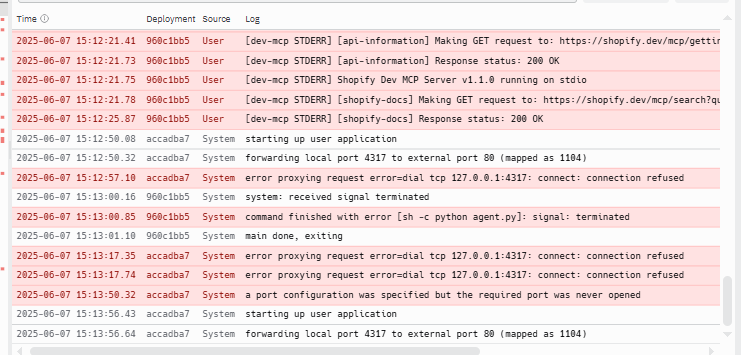 Time Deployment Source Log
2025-06-07 15:12:21.41 960c1bb5 User [dev-mcp STDERR] [api-information] Making GET request to: https://shopify.dev/mcp/gettin
2025-06-07 15:12:21.73 960c1bb5 User [dev-mcp STDERR] [api-information] Response status: 200 OK
2025-06-07 15:12:21.75 960c1bb5 User [dev-mcp STDERR] Shopify Dev MCP Server v1.1.0 running on stdio
2025-06-07 15:12:21.78 960c1bb5 User [dev-mcp STDERR] [shopify-docs] Making GET request to: https://shopify.dev/mcp/search?qu
2025-06-07 15:12:25.87 960c1bb5 User [dev-mcp STDERR] [shopify-docs] Response status: 200 OK
2025-06-07 15:12:50.08 accadba7 System starting up user application
2025-06-07 15:12:50.32 accadba7 System forwarding local port 4317 to external port 80 (mapped as 1104)
2025-06-07 15:12:57.10 accadba7 System error proxying request error=dial tcp 127.0.0.1:4317: connect: connection refused
2025-06-07 15:13:00.16 960c1bb5 System system: received signal terminated
2025-06-07 15:13:00.85 960c1bb5 System command finished with error [sh -c python agent.py]: signal: terminated
2025-06-07 15:13:01.10 960c1bb5 System main done, exiting
2025-06-07 15:13:17.35 accadba7 System error proxying request error=dial tcp 127.0.0.1:4317: connect: connection refused
2025-06-07 15:13:17.74 accadba7 System error proxying request error=dial tcp 127.0.0.1:4317: connect: connection refused
2025-06-07 15:13:50.32 accadba7 System a port configuration was specified but the required port was never opened
2025-06-07 15:13:56.43 accadba7 System starting up user application
2025-06-07 15:13:56.64 accadba7 System forwarding local port 4317 to external port 80 (mapped as 1104)